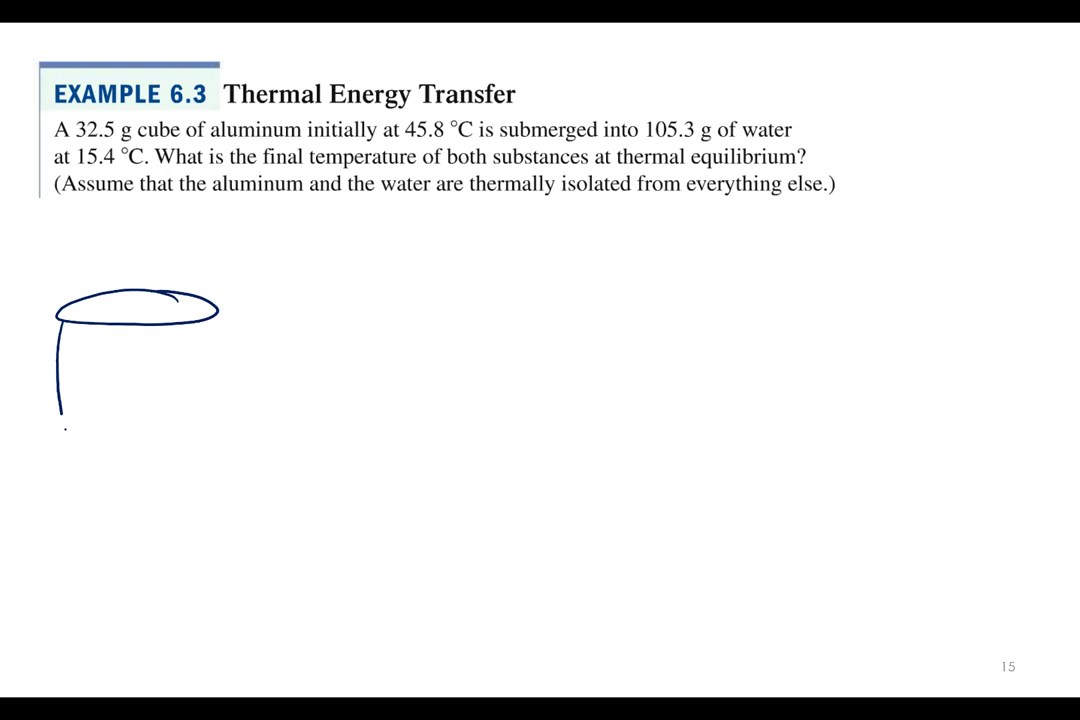 EXAMPLE 6.3 Thermal Energy Transfer
A 32.5 g cube of aluminum initially at 45.8 °C is submerged into 105.3 g of water
at 15.4 °C. What is the final temperature of both substances at thermal equilibrium?
(Assume that the aluminum and the water are thermally isolated from everything else.)
15